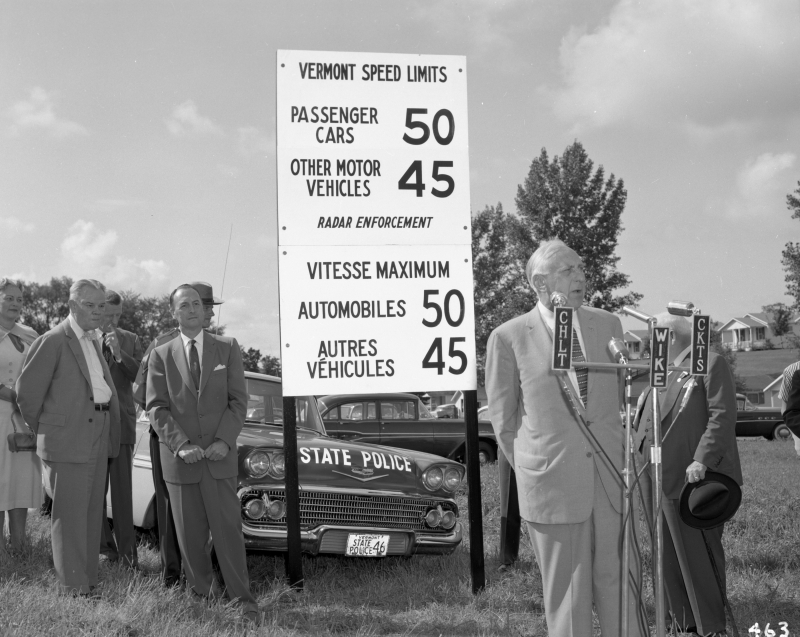 VERMONT SPEED LIMITS
PASSENGER CARS 50
OTHER MOTOR VEHICLES 45
RADAR ENFORCEMENT
VITESSE MAXIMUM
AUTOMOBILES 50
AUTRES VÉHICULES 45
STATE POLICE
VERMONT
STATE POLICE 46
CHLT
WIKE
CKTS
463